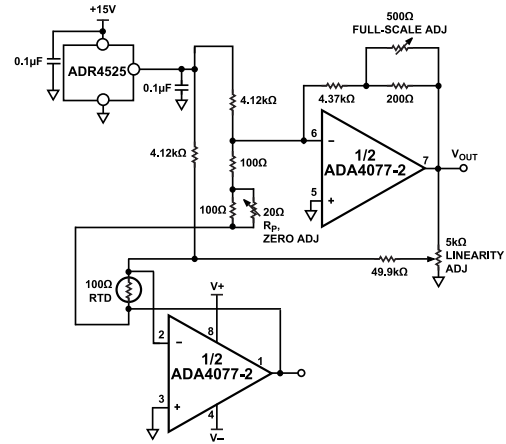 +15V
500Ω
FULL-SCALE ADJ
0.1µF
ADR4525
0.1µF
4.12kΩ
4.37kΩ
200Ω
4.12kΩ
100Ω
6
–
1/2
ADA4077-2
7
VOUT
5
+
100Ω
20Ω
RP,
ZERO ADJ
5kΩ
LINEARITY
ADJ
49.9kΩ
100Ω
RTD
V+
8
2
–
1/2
ADA4077-2
1
3
+
4
V–